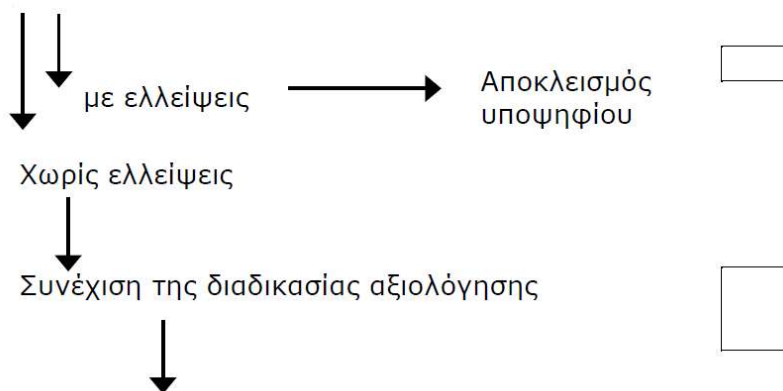 με ελλείψεις
Αποκλεισμός
υποψηφίου
Χωρίς ελλείψεις
Συνέχιση της διαδικασίας αξιολόγησης